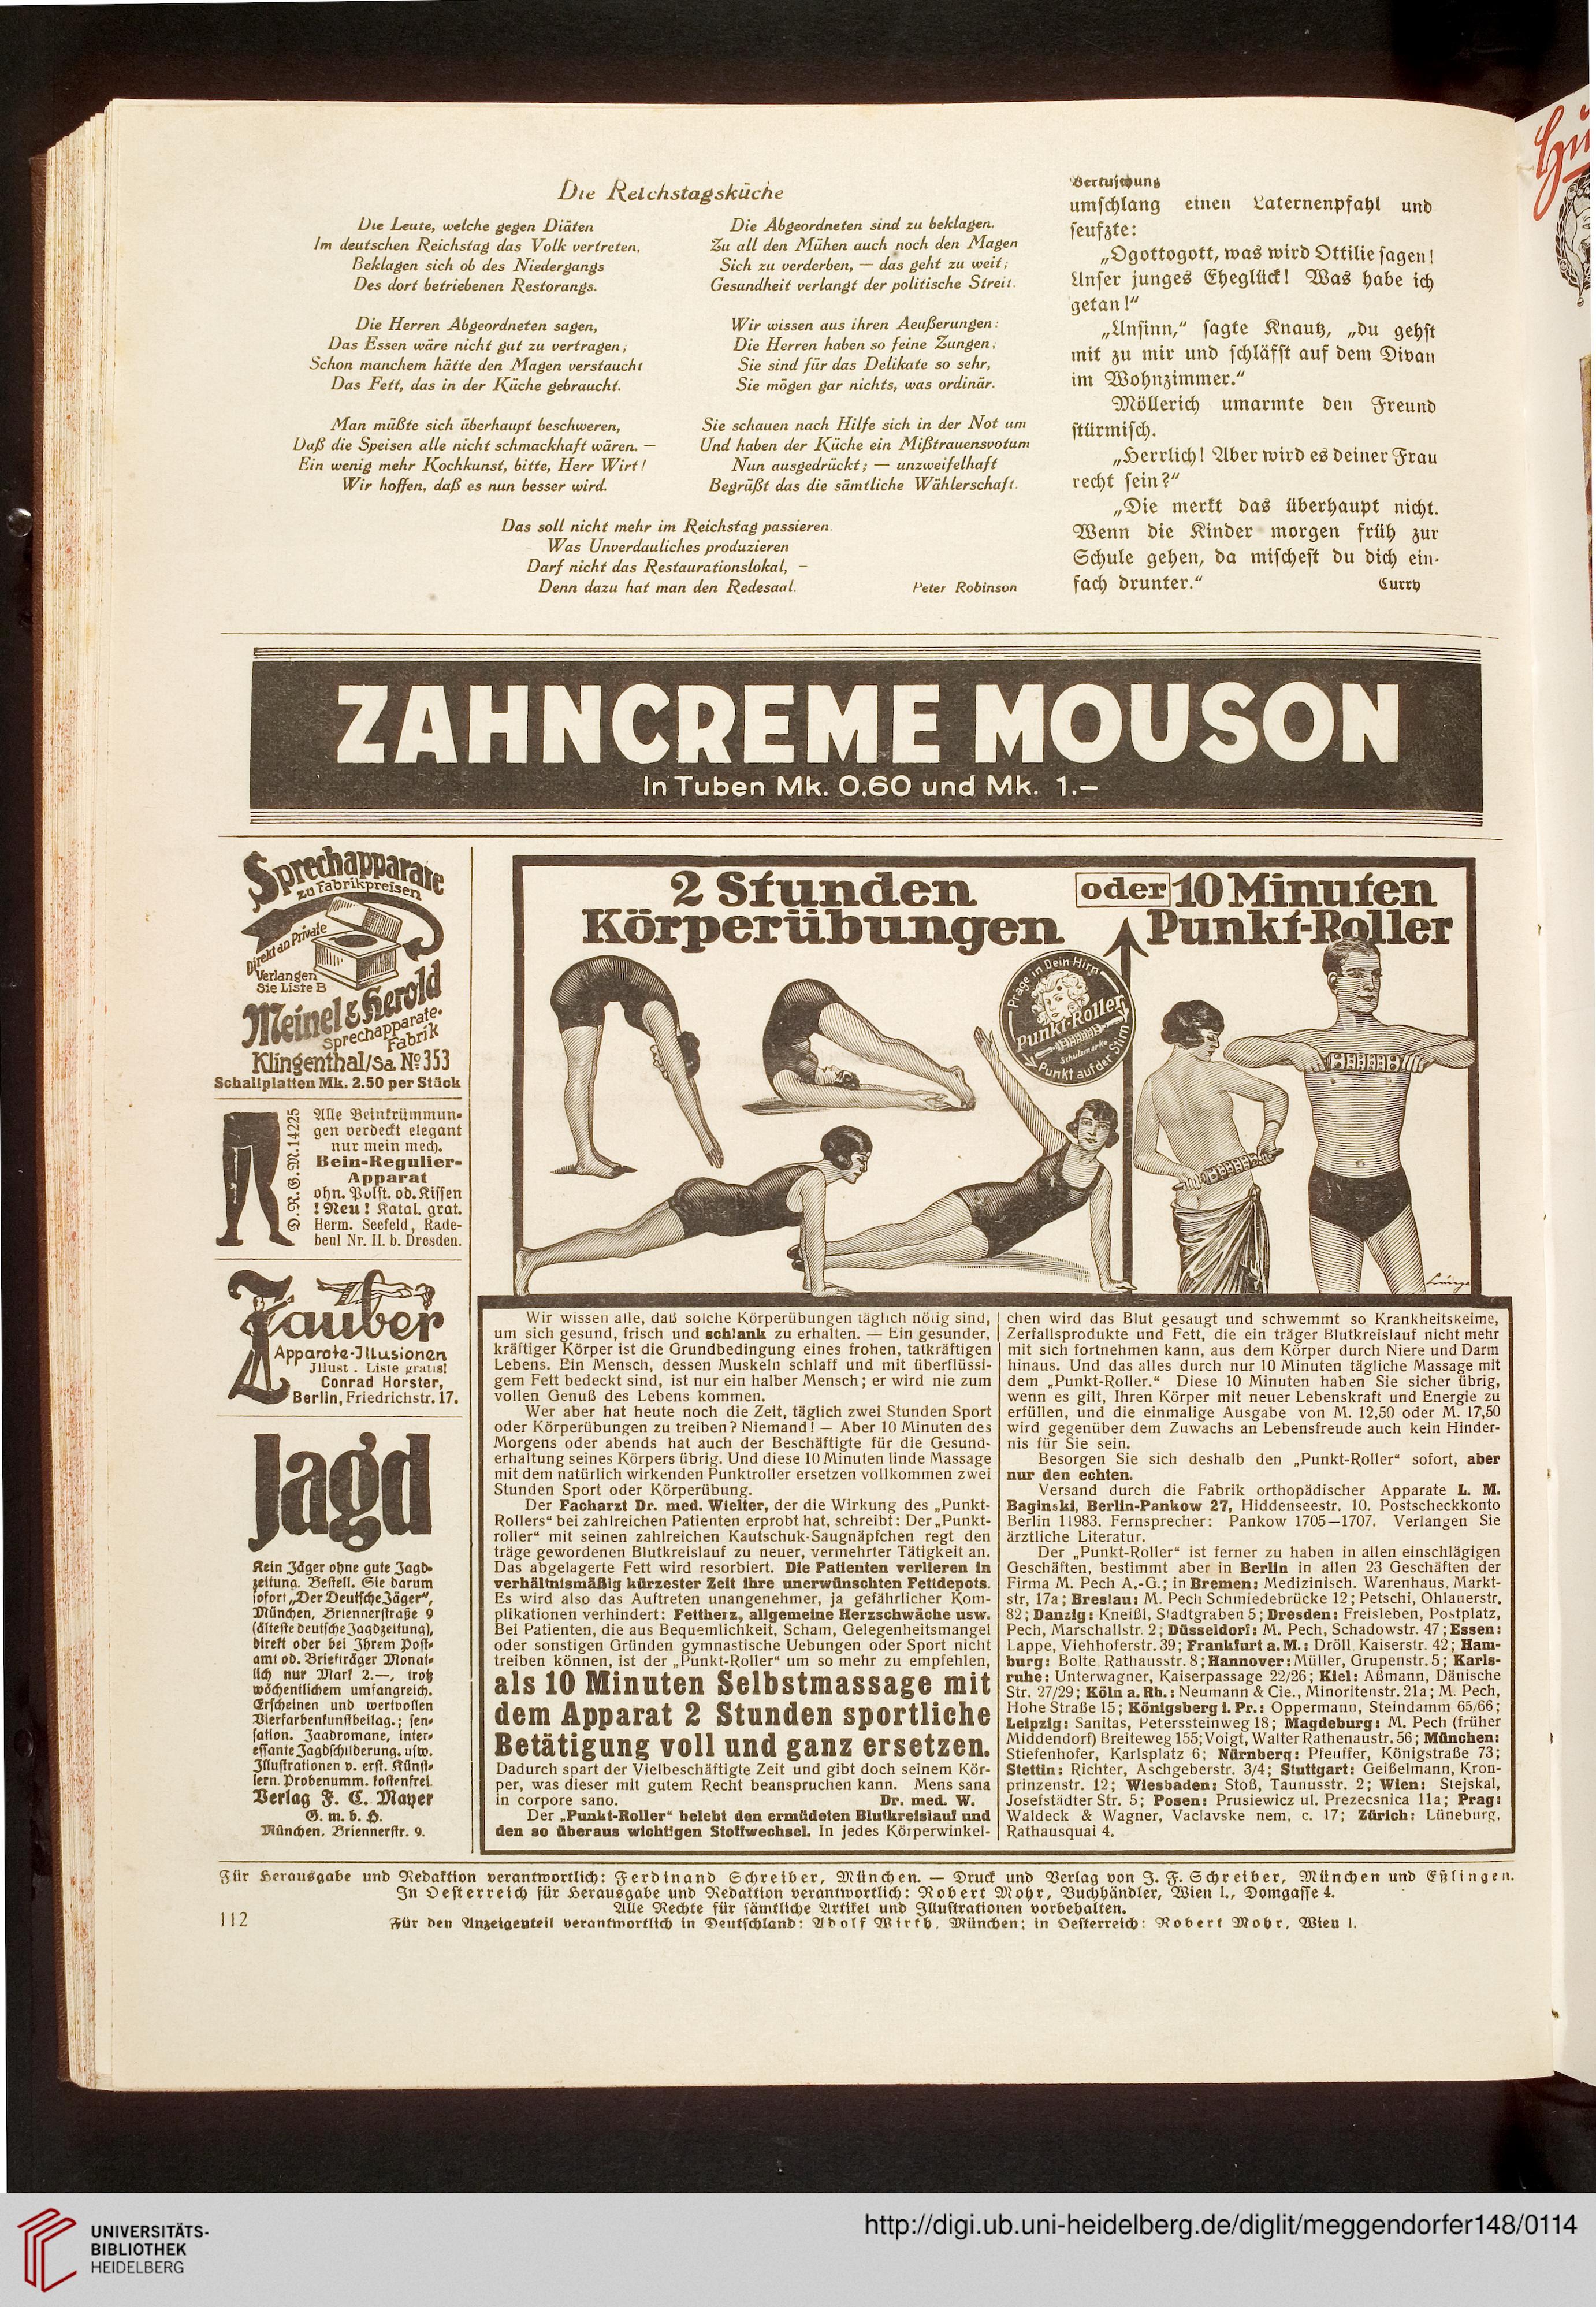 Die Reichstagsküche
Die Leute, welche gegen Diäten
Im deutschen Reichstag das Volk vertreten,
Beklagen sich ob des Niedergangs
Des dort betriebenen Restorangs.
Die Herren Abgeordneten sagen,
Das Essen wäre nicht gut zu vertragen;
Schon manchem hätte den Magen verstaucht
Das Fett, das in der Küche gebraucht.
Man müßte sich überhaupt beschweren,
Daß die Speisen alle nicht schmackhaft wären. —
Ein wenig mehr Kochkunst, bitte, Herr Wirt!
Wir hoffen, daß es nun besser wird.
Die Abgeordneten sind zu beklagen.
Zu all den Mühen auch noch den Magen
Sich zu verderben, — das geht zu weit;
Gesundheit verlangt der politische Streit.
Wir wissen aus ihren Aeußerungen:
Die Herren haben so feine Zungen;
Sie sind für das Delikate so sehr,
Sie mögen gar nichts, was ordinär.
Sie schauen nach Hilfe sich in der Not um
Und haben der Küche ein Mißtrauensvotum
Nun ausgedrückt; — unzweifelhaft
Begrüßt das die sämtliche Wählerschaft.
Das soll nicht mehr im Reichstag passieren
Was Unverdauliches produzieren
Darf nicht das Restaurationslokal, –
Denn dazu hat man den Redesaal.
Peter Robinson
Vertuschung
umschlang einen Laternenpfahl und
seufzte:
„Ogottogott, was wird Ottilie sagen!
Unser junges Eheglück! Was habe ich
getan!“
„Unsinn,“ sagte Knautz, „du gehst
mit zu mir und schläfst auf dem Divan
im Wohnzimmer.“
Möllerich umarmte den Freund
stürmisch.
„Herrlich! Aber wird es deiner Frau
recht sein?“
„Die merkt das überhaupt nicht.
Wenn die Kinder morgen früh zur
Schule gehen, da mischest du dich ein-
fach drunter.“ Curry
ZAHNCREME MOUSON
In Tuben Mk. 0.60 und Mk. 1.–
Sprechapparate
zu Fabrikpreisen
Direkt an Private
Verlangen
Sie Liste B
Meinel & Herold
Sprechapparate-
Fabrik
Klingenthal/Sa. № 353
Schallplatten Mk. 2.50 per Stück
D.R.G.M. 14225
Alle Beinkrümmun-
gen verdeckt elegant
nur mein mech.
Bein-Regulier-
Apparat
ohn. Polst. od. Kissen
! Neu ! Katal. grat.
Herm. Seefeld, Rade-
beul Nr. II. b. Dresden.
Zauber
Apparate-Illusionen
Illust. Liste gratis!
Conrad Horster,
Berlin, Friedrichstr. 17.
Jagd
Kein Jäger ohne gute Jagd-
zeitung. Bestell. Sie darum
sofort „Der Deutsche Jäger“,
München, Briennerstraße 9
(älteste deutsche Jagdzeitung),
direkt oder bei Ihrem Post-
amt od. Briefträger Monat-
lich nur Mark 2.—, trotz
wöchentlichem umfangreich.
Erscheinen und wertvollen
Vierfarbenkunstbeilag.; sen-
sation. Jagdromane, inter-
essante Jagdschilderung. usw.
Illustrationen v. erst. Künst-
lern. Probenumm. kostenfrei.
Verlag F. C. Mayer
G. m. b. H.
München, Briennerstr. 9.
2 Stunden
Körperübungen
oder 10 Minuten
Punkt-Roller
Präge in Dein Hirn
Punkt-Roller
Schutzmarke
Punkt auf der Stirn
Wir wissen alle, daß solche Körperübungen täglich nötig sind,
um sich gesund, frisch und schlank zu erhalten. — Ein gesunder,
kräftiger Körper ist die Grundbedingung eines frohen, tatkräftigen
Lebens. Ein Mensch, dessen Muskeln schlaff und mit überflüssi-
gem Fett bedeckt sind, ist nur ein halber Mensch; er wird nie zum
vollen Genuß des Lebens kommen.
Wer aber hat heute noch die Zeit, täglich zwei Stunden Sport
oder Körperübungen zu treiben? Niemand! — Aber 10 Minuten des
Morgens oder abends hat auch der Beschäftigte für die Gesund-
erhaltung seines Körpers übrig. Und diese 10 Minuten linde Massage
mit dem natürlich wirkenden Punktroller ersetzen vollkommen zwei
Stunden Sport oder Körperübung.
Der Facharzt Dr. med. Wielter, der die Wirkung des „Punkt-
Rollers“ bei zahlreichen Patienten erprobt hat, schreibt: Der „Punkt-
roller“ mit seinen zahlreichen Kautschuk-Saugnäpfchen regt den
träge gewordenen Blutkreislauf zu neuer, vermehrter Tätigkeit an.
Das abgelagerte Fett wird resorbiert. Die Patienten verlieren in
verhältnismäßig kürzester Zeit ihre unerwünschten Fettdepots.
Es wird also das Auftreten unangenehmer, ja gefährlicher Kom-
plikationen verhindert: Fettherz, allgemeine Herzschwäche usw.
Bei Patienten, die aus Bequemlichkeit, Scham, Gelegenheitsmangel
oder sonstigen Gründen gymnastische Uebungen oder Sport nicht
treiben können, ist der „Punkt-Roller“ um so mehr zu empfehlen,
als 10 Minuten Selbstmassage mit
dem Apparat 2 Stunden sportliche
Betätigung voll und ganz ersetzen.
Dadurch spart der Vielbeschäftigte Zeit und gibt doch seinem Kör-
per, was dieser mit gutem Recht beanspruchen kann. Mens sana
in corpore sano. Dr. med. W.
Der „Punkt-Roller“ belebt den ermüdeten Blutkreislauf und
den so überaus wichtigen Stoffwechsel. In jedes Körperwinkel-
chen wird das Blut gesaugt und schwemmt so Krankheitskeime,
Zerfallsprodukte und Fett, die ein träger Blutkreislauf nicht mehr
mit sich fortnehmen kann, aus dem Körper durch Niere und Darm
hinaus. Und das alles durch nur 10 Minuten tägliche Massage mit
dem „Punkt-Roller.“ Diese 10 Minuten haben Sie sicher übrig,
wenn es gilt, Ihren Körper mit neuer Lebenskraft und Energie zu
erfüllen, und die einmalige Ausgabe von M. 12,50 oder M. 17,50
wird gegenüber dem Zuwachs an Lebensfreude auch kein Hinder-
nis für Sie sein.
Besorgen Sie sich deshalb den „Punkt-Roller“ sofort, aber
nur den echten.
Versand durch die Fabrik orthopädischer Apparate L. M.
Baginski, Berlin-Pankow 27, Hiddenseestr. 10. Postscheckkonto
Berlin 11983. Fernsprecher: Pankow 1705—1707. Verlangen Sie
ärztliche Literatur.
Der „Punkt-Roller“ ist ferner zu haben in allen einschlägigen
Geschäften, bestimmt aber in Berlin in allen 23 Geschäften der
Firma M. Pech A.-G.; in Bremen: Medizinisch. Warenhaus, Markt-
str, 17a; Breslau: M. Pech Schmiedebrücke 12; Petschi, Ohlauerstr.
82; Danzig: Kneißl, Stadtgraben 5; Dresden: Freisleben, Postplatz,
Pech, Marschallstr. 2; Düsseldorf: M. Pech, Schadowstr. 47; Essen:
Lappe, Viehhoferstr. 39; Frankfurt a. M.: Dröll, Kaiserstr. 42; Ham-
burg: Bolte, Rathausstr. 8; Hannover: Müller, Grupenstr. 5; Karls-
ruhe: Unterwagner, Kaiserpassage 22/26; Kiel: Aßmann, Dänische
Str. 27/29; Köln a. Rh.: Neumann & Cie., Minoritenstr. 21a; M. Pech,
Hohe Straße 15; Königsberg i. Pr.: Oppermann, Steindamm 65/66;
Leipzig: Sanitas, Peterssteinweg 18; Magdeburg: M. Pech (früher
Middendorf) Breiteweg 155; Voigt, Walter Rathenaustr. 56; München:
Stiefenhofer, Karlsplatz 6; Nürnberg: Pfeuffer, Königstraße 73;
Stettin: Richter, Aschgeberstr. 3/4; Stuttgart: Geißelmann, Kron-
prinzenstr. 12; Wiesbaden: Stoß, Taunusstr. 2; Wien: Stejskal,
Josefstädter Str. 5; Posen: Prusiewicz ul. Prezecsnica 11a; Prag:
Waldeck & Wagner, Vaclavske nem, c. 17; Zürich: Lüneburg,
Rathausquai 4.
Für Herausgabe und Redaktion verantwortlich: Ferdinand Schreiber, München. — Druck und Verlag von J. F. Schreiber, München und Eßlingen.
In Oesterreich für Herausgabe und Redaktion verantwortlich: Robert Mohr, Buchhändler, Wien I., Domgasse 4.
Alle Rechte für sämtliche Artikel und Illustrationen vorbehalten.
112
Für den Anzeigenteil verantwortlich in Deutschland: Adolf Wirth, München; in Oesterreich: Robert Mohr, Wien I.
UNIVERSITÄTS-
BIBLIOTHEK
HEIDELBERG
http://digi.ub.uni-heidelberg.de/diglit/meggendorfer148/0114